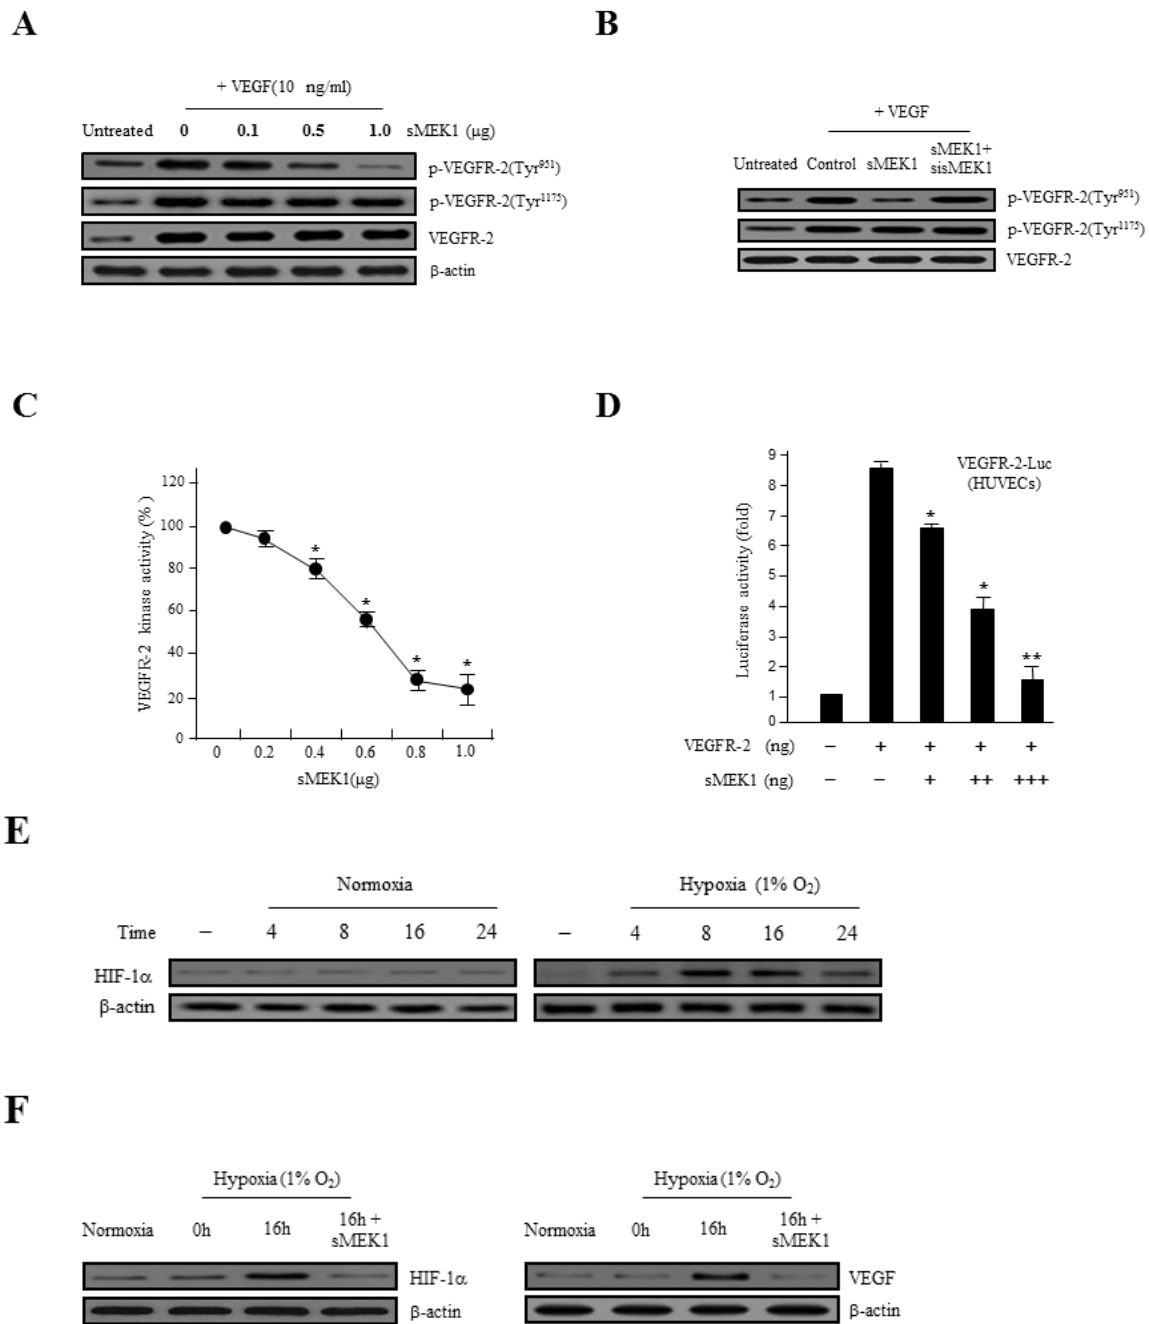 A
+ VEGF(10 ng/ml)
Untreated 0 0.1 0.5 1.0 sMEK1 (μg)
p-VEGFR-2(Tyr⁹⁵¹)
p-VEGFR-2(Tyr¹¹⁷⁵)
VEGFR-2
β-actin
B
+ VEGF
Untreated Control sMEK1 sMEK1+
sisMEK1
p-VEGFR-2(Tyr⁹⁵¹)
p-VEGFR-2(Tyr¹¹⁷⁵)
VEGFR-2
C
VEGFR-2 kinase activity (%)
120
100
80
60
40
20
0
* * * *
0 0.2 0.4 0.6 0.8 1.0
sMEK1(μg)
D
VEGFR-2-Luc
(HUVECs)
Luciferase activity (fold)
9
8
7
6
5
4
3
2
1
0
* * **
VEGFR-2 (ng) − + + + +
sMEK1 (ng) − − + ++ +++
E
Normoxia
Time − 4 8 16 24
HIF-1α
β-actin
Hypoxia (1% O₂)
− 4 8 16 24
F
Hypoxia (1% O₂)
Normoxia 0h 16h 16h +
sMEK1
HIF-1α
β-actin
Hypoxia (1% O₂)
Normoxia 0h 16h 16h +
sMEK1
VEGF
β-actin